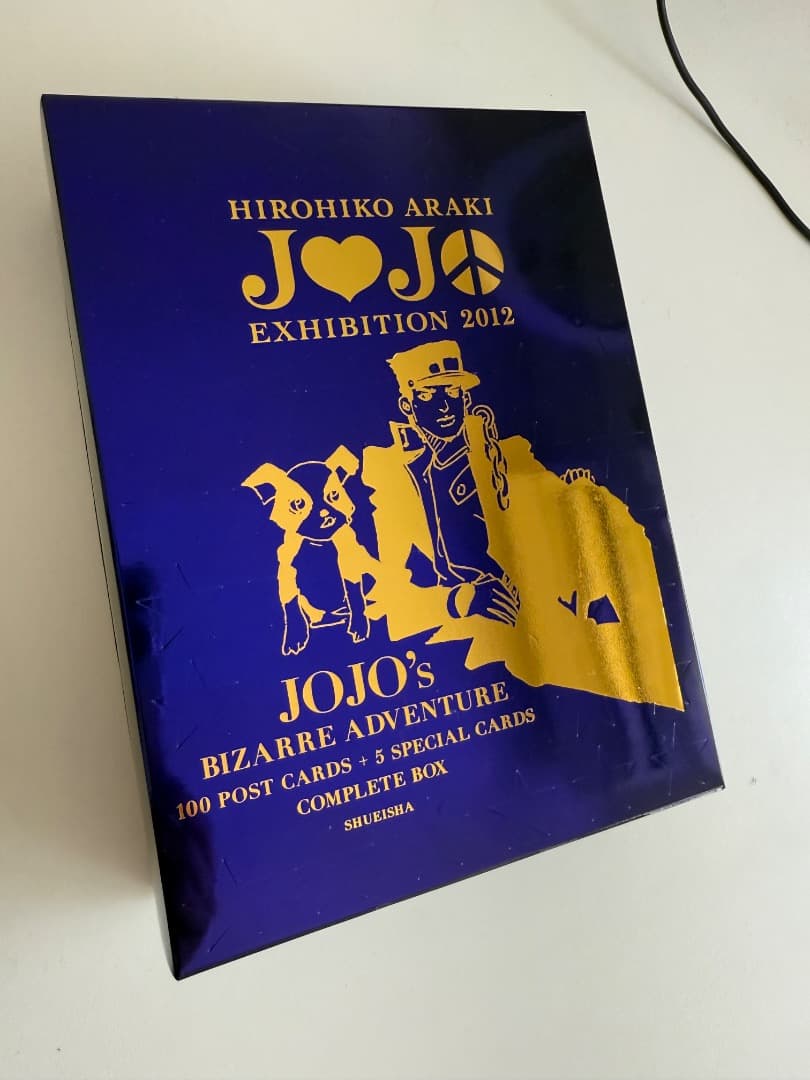 HIROHIKO ARAKI
JOJO
EXHIBITION 2012
JOJO's
BIZARRE ADVENTURE
100 POST CARDS + 5 SPECIAL CARDS
COMPLETE BOX
SHUEISHA